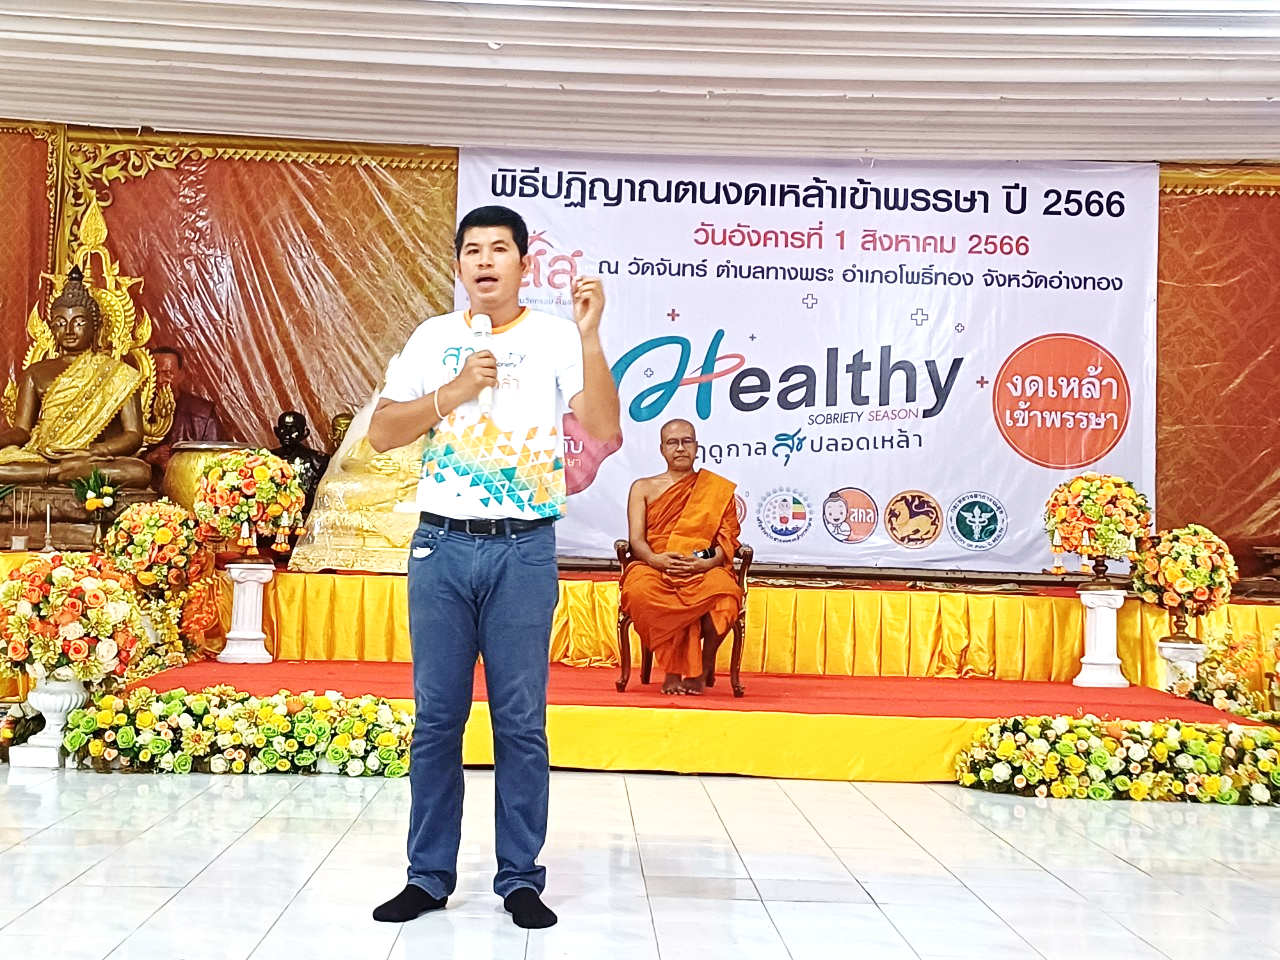 พิธีปฏิญาณตนงดเหล้าเข้าพรรษา ปี 2566
วันอังคารที่ 1 สิงหาคม 2566
ณ วัดจันทร์ ตำบลทางพระ อำเภอโพธิ์ทอง จังหวัดอ่างทอง
Healthy
SOBRIETY SEASON
ฤดูกาล สุข ปลอดเหล้า
งดเหล้า
เข้าพรรษา
สคล